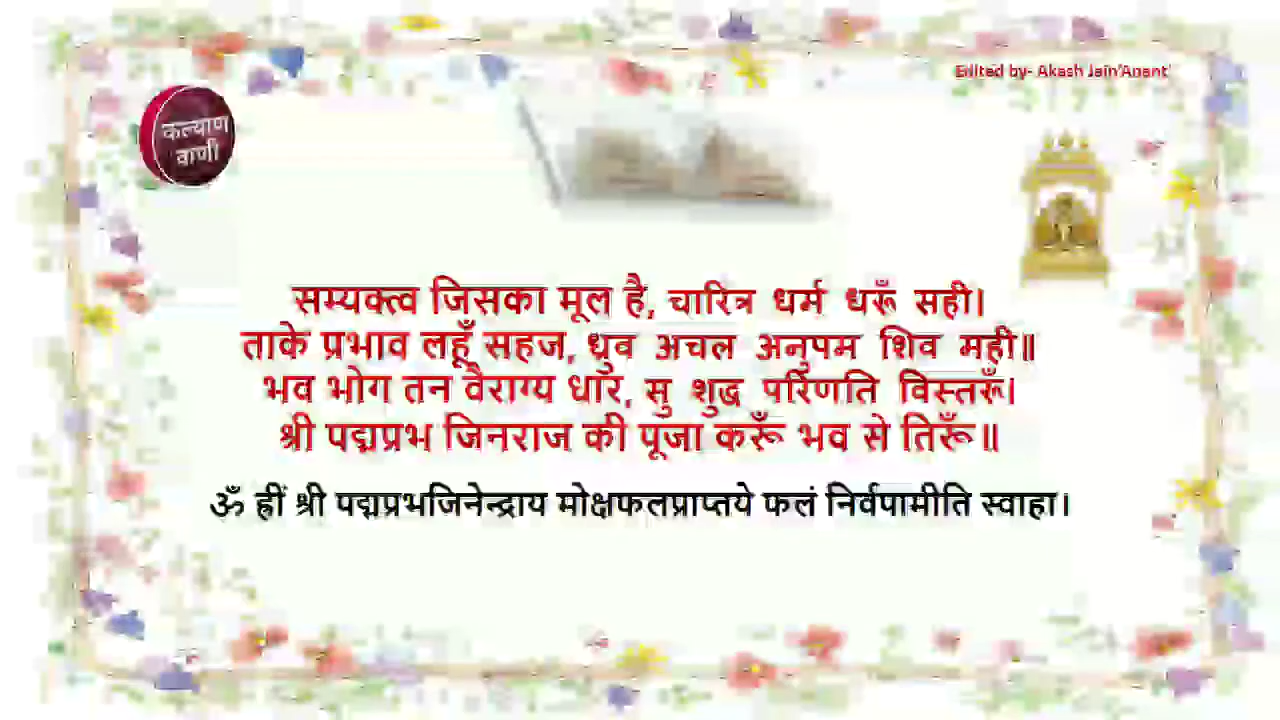 Edited by- Akash Jain'Anant'
कल्याण
वाणी
सम्यक्त्व जिसका मूल है, चारित्र धर्म धरूँ सही।
ताके प्रभाव लहूँ सहज, ध्रुव अचल अनुपम शिव मही॥
भव भोग तन वैराग्य धार, सु शुद्ध परिणति विस्तरूँ।
श्री पद्मप्रभ जिनराज की पूजा करूँ भव से तिरूँ॥
ॐ ह्रीं श्री पद्मप्रभजिनेन्द्राय मोक्षफलप्राप्तये फलं निर्वपामीति स्वाहा।